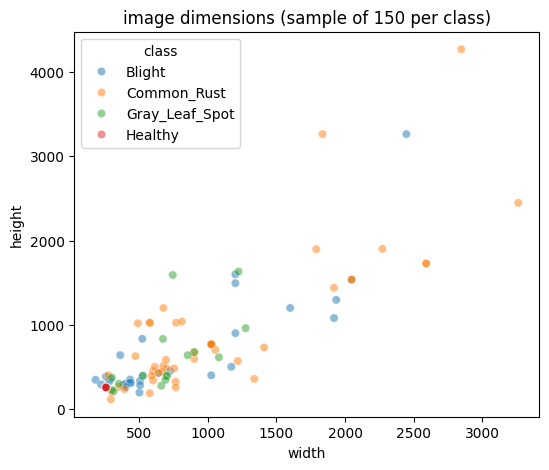 image dimensions (sample of 150 per class)
class
Blight
Common_Rust
Gray_Leaf_Spot
Healthy
4000
3000
2000
1000
0
height
500
1000
1500
2000
2500
3000
width